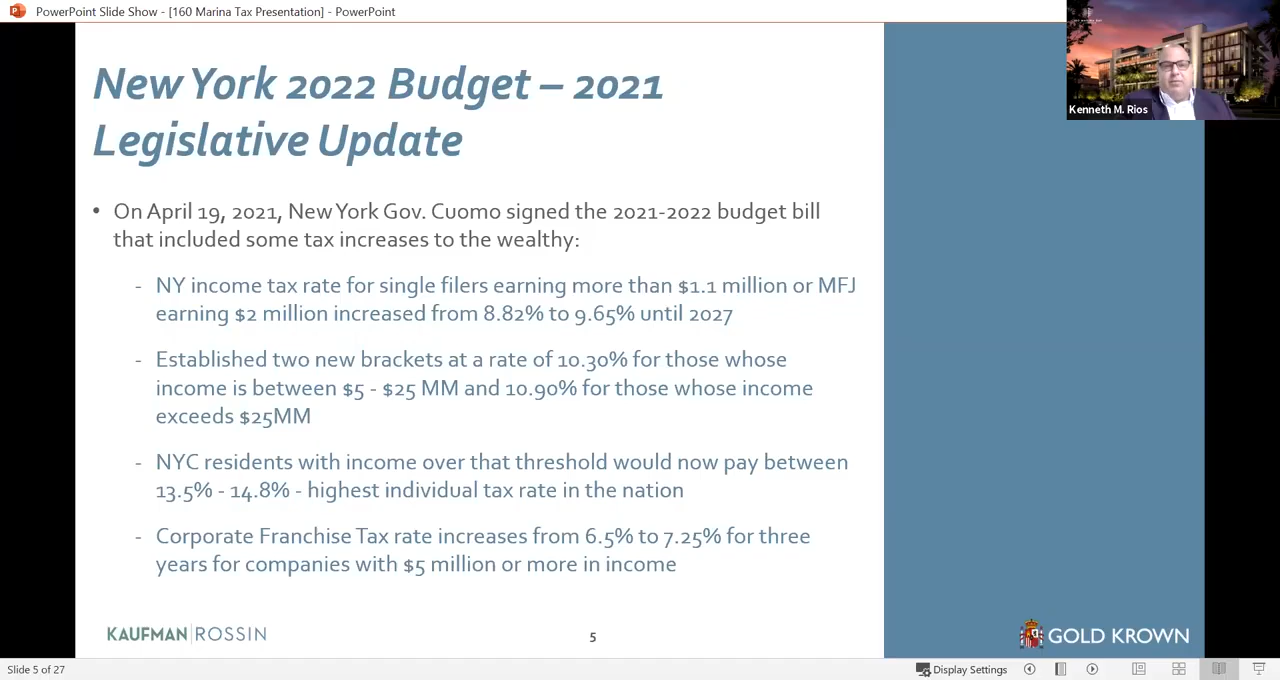 PowerPoint Slide Show - [160 Marina Tax Presentation] - PowerPoint
New York 2022 Budget – 2021
Legislative Update
• On April 19, 2021, New York Gov. Cuomo signed the 2021-2022 budget bill
that included some tax increases to the wealthy:
- NY income tax rate for single filers earning more than $1.1 million or MFJ
earning $2 million increased from 8.82% to 9.65% until 2027
- Established two new brackets at a rate of 10.30% for those whose
income is between $5 - $25 MM and 10.90% for those whose income
exceeds $25MM
- NYC residents with income over that threshold would now pay between
13.5% - 14.8% - highest individual tax rate in the nation
- Corporate Franchise Tax rate increases from 6.5% to 7.25% for three
years for companies with $5 million or more in income
KAUFMAN ROSSIN
5
GOLD KROWN
Kenneth M. Rios
Slide 5 of 27
Display Settings